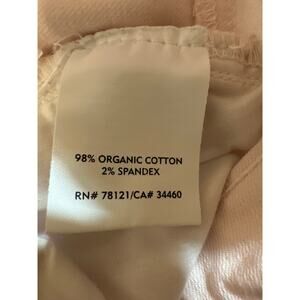 98% ORGANIC COTTON
2% SPANDEX
RN# 78121/CA# 34460